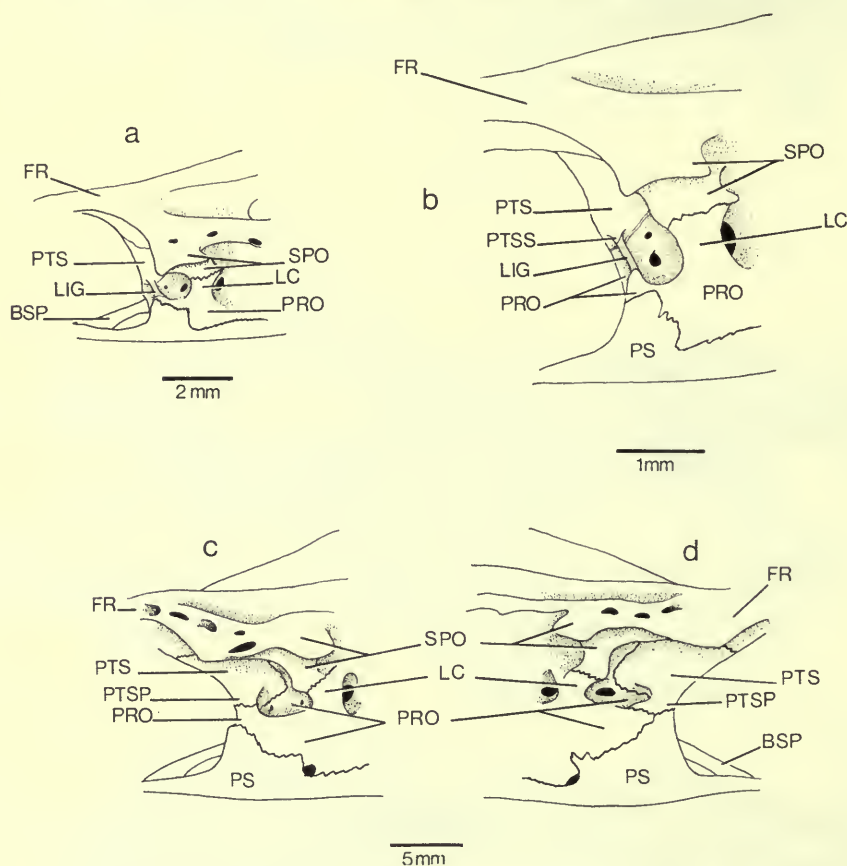 a
FR
PTS
LIG
BSP
SPO
LC
PRO
2 mm
b
FR
PTS
PTSS
LIG
PRO
PS
SPO
LC
PRO
1mm
c
FR
PTS
PTSP
PRO
PS
SPO
LC
PRO
d
FR
PTS
PTSP
BSP
PS
5mm